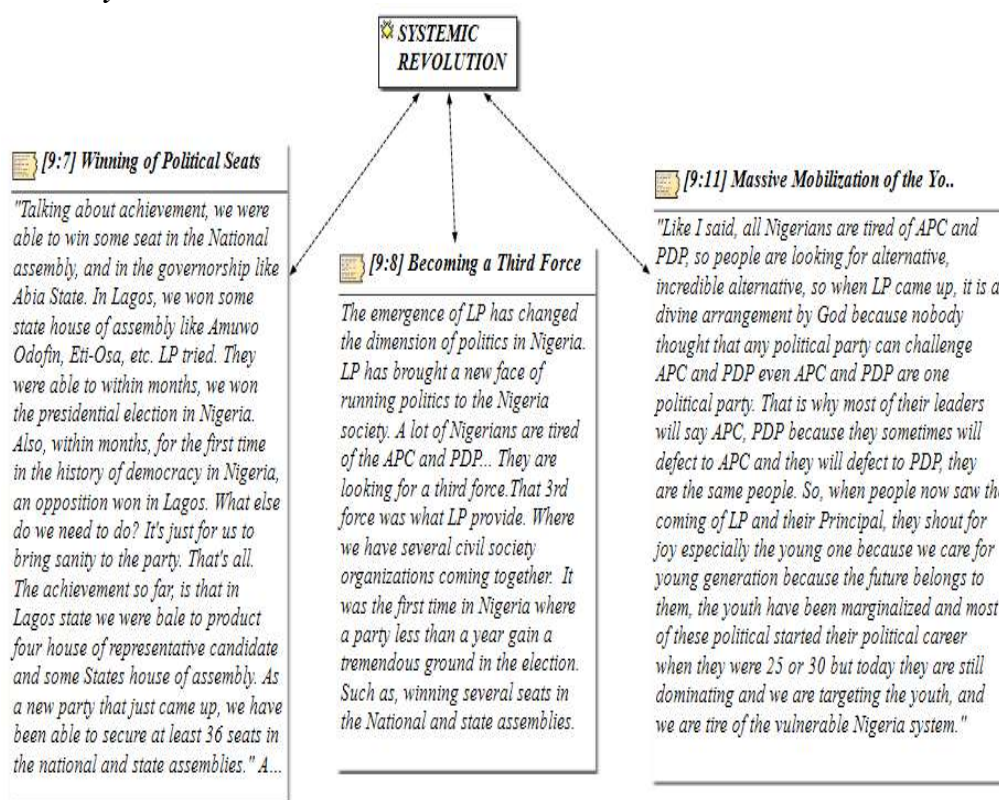 SYSTEMIC
REVOLUTION
[9:7] Winning of Political Seats
"Talking about achievement, we were
able to win some seat in the National
assembly, and in the governorship like
Abia State. In Lagos, we won some
state house of assembly like Amuwo
Odofin, Eti-Osa, etc. LP tried. They
were able to within months, we won
the presidential election in Nigeria.
Also, within months, for the first time
in the history of democracy in Nigeria,
an opposition won in Lagos. What else
do we need to do? It's just for us to
bring sanity to the party. That's all.
The achievement so far, is that in
Lagos state we were bale to product
four house of representative candidate
and some States house of assembly. As
a new party that just came up, we have
been able to secure at least 36 seats in
the national and state assemblies." A...
[9:8] Becoming a Third Force
The emergence of LP has changed
the dimension of politics in Nigeria.
LP has brought a new face of
running politics to the Nigeria
society. A lot of Nigerians are tired
of the APC and PDP... They are
looking for a third force.That 3rd
force was what LP provide. Where
we have several civil society
organizations coming together. It
was the first time in Nigeria where
a party less than a year gain a
tremendous ground in the election.
Such as, winning several seats in
the National and state assemblies.
[9:11] Massive Mobilization of the Yo..
"Like I said, all Nigerians are tired of APC and
PDP, so people are looking for alternative,
incredible alternative, so when LP came up, it is a
divine arrangement by God because nobody
thought that any political party can challenge
APC and PDP even APC and PDP are one
political party. That is why most of their leaders
will say APC, PDP because they sometimes will
defect to APC and they will defect to PDP, they
are the same people. So, when people now saw the
coming of LP and their Principal, they shout for
joy especially the young one because we care for
young generation because the future belongs to
them, the youth have been marginalized and most
of these political started their political career
when they were 25 or 30 but today they are still
dominating and we are targeting the youth, and
we are tire of the vulnerable Nigeria system."